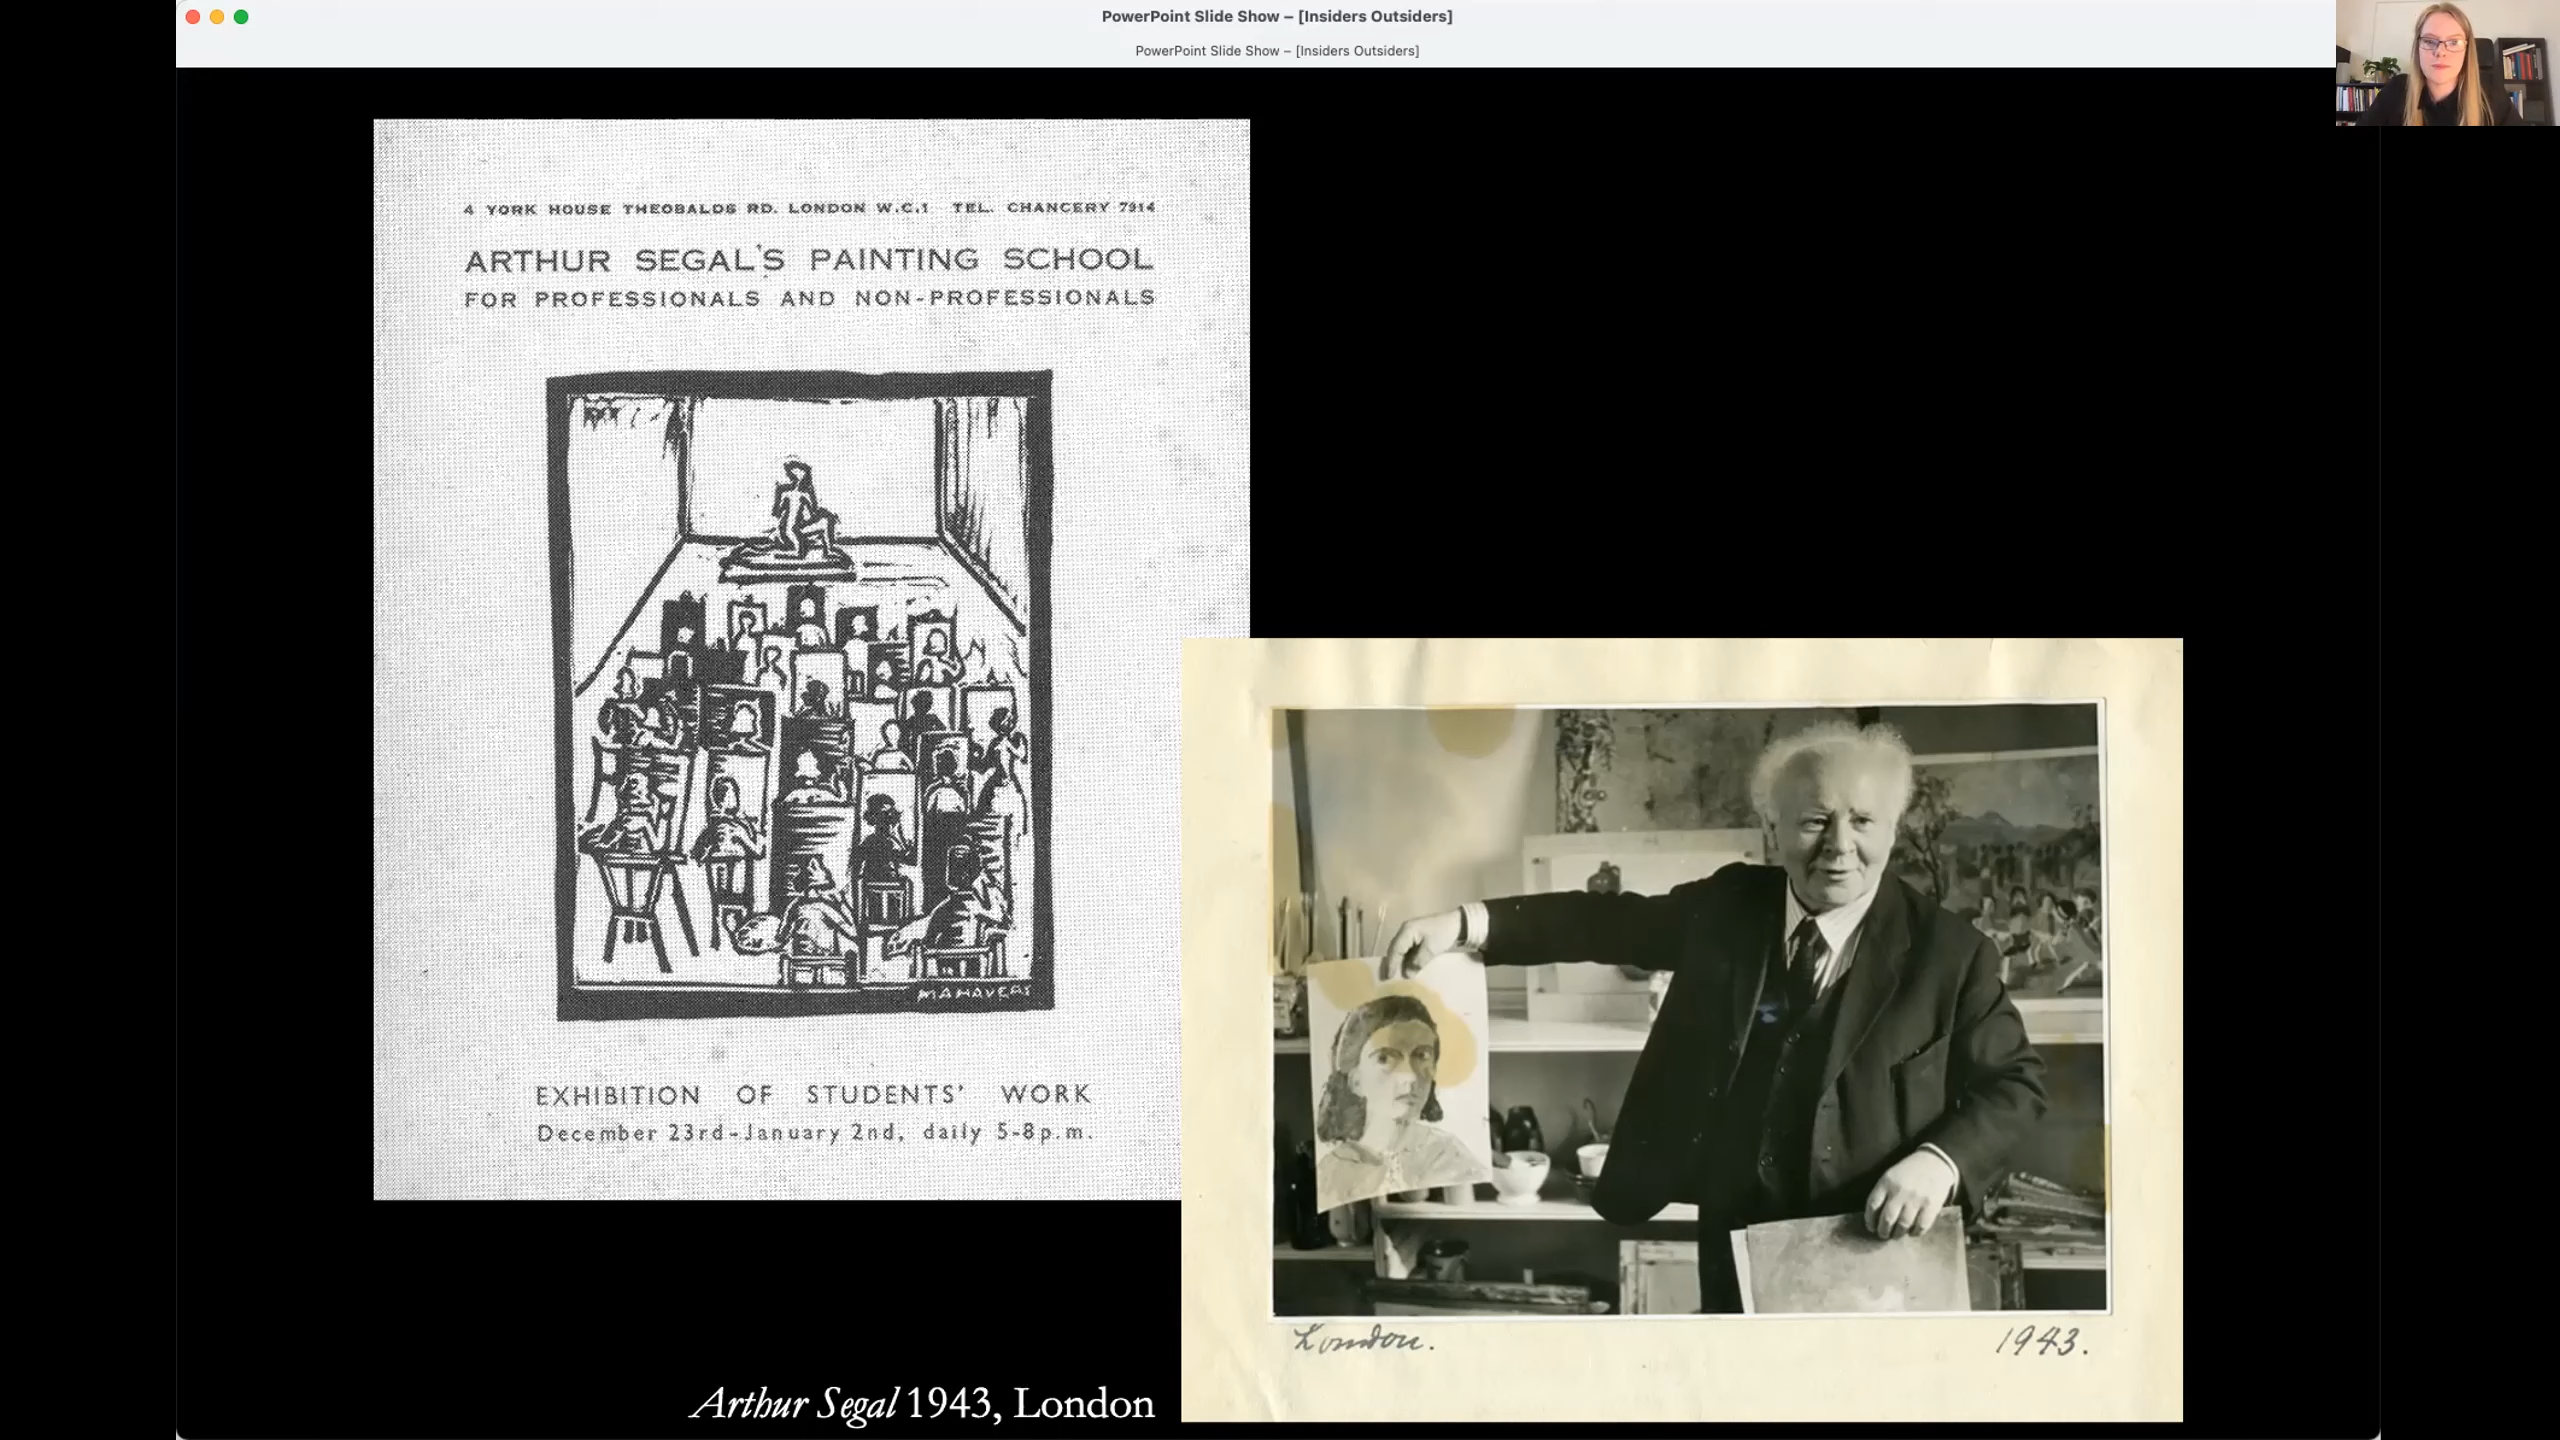 PowerPoint Slide Show – [Insiders Outsiders]
PowerPoint Slide Show – [Insiders Outsiders]
4 YORK HOUSE THEOBALDS RD. LONDON W.C.1 TEL. CHANCERY 7914
ARTHUR SEGAL'S PAINTING SCHOOL
FOR PROFESSIONALS AND NON-PROFESSIONALS
EXHIBITION OF STUDENTS' WORK
December 23rd-January 2nd, daily 5-8p.m.
London. 1943.
Arthur Segal 1943, London